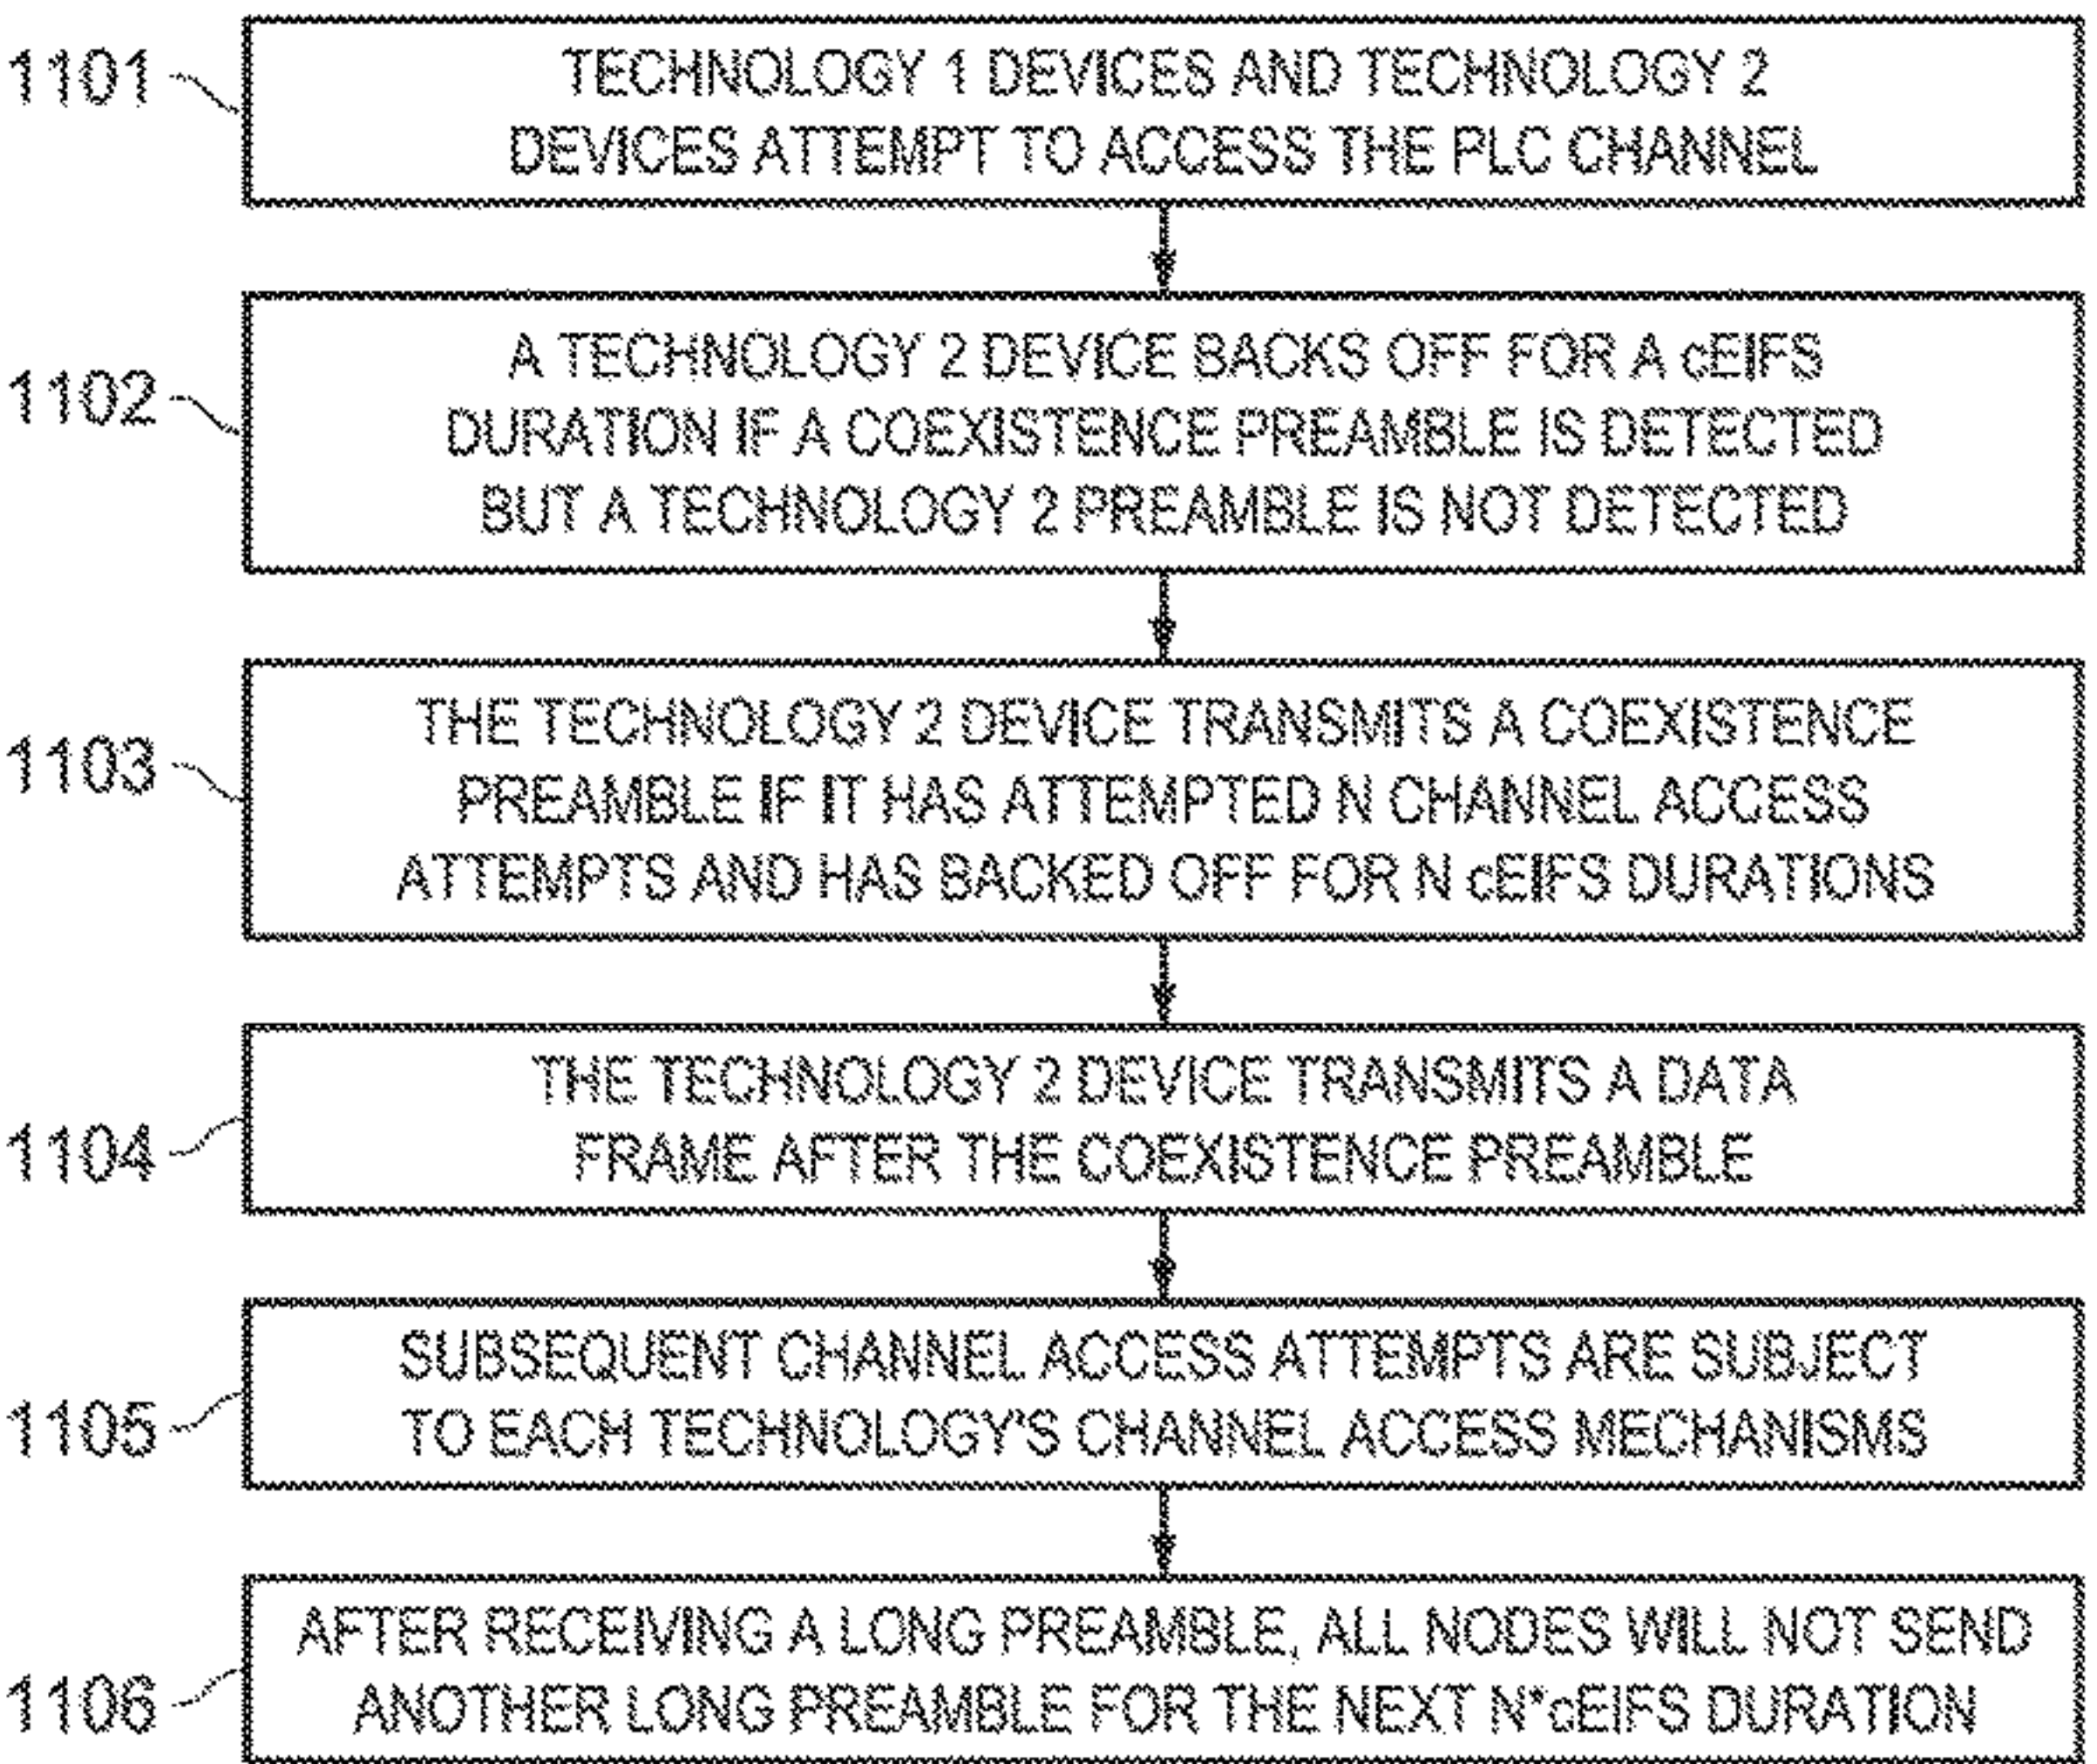 1101
TECHNOLOGY 1 DEVICES AND TECHNOLOGY 2
DEVICES ATTEMPT TO ACCESS THE PLC CHANNEL
1102
A TECHNOLOGY 2 DEVICE BACKS OFF FOR A cEIFS
DURATION IF A COEXISTENCE PREAMBLE IS DETECTED
BUT A TECHNOLOGY 2 PREAMBLE IS NOT DETECTED
1103
THE TECHNOLOGY 2 DEVICE TRANSMITS A COEXISTENCE
PREAMBLE IF IT HAS ATTEMPTED N CHANNEL ACCESS
ATTEMPTS AND HAS BACKED OFF FOR N cEIFS DURATIONS
1104
THE TECHNOLOGY 2 DEVICE TRANSMITS A DATA
FRAME AFTER THE COEXISTENCE PREAMBLE
1105
SUBSEQUENT CHANNEL ACCESS ATTEMPTS ARE SUBJECT
TO EACH TECHNOLOGY'S CHANNEL ACCESS MECHANISMS
1106
AFTER RECEIVING A LONG PREAMBLE, ALL NODES WILL NOT SEND
ANOTHER LONG PREAMBLE FOR THE NEXT N*cEIFS DURATION